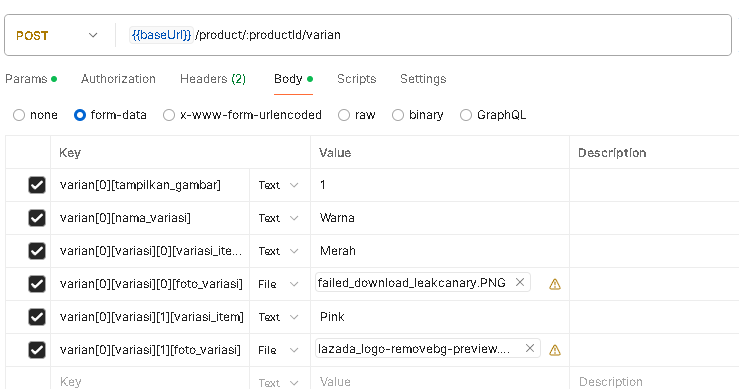 POST {{baseUrl}} /product/:productId/varian
Params Authorization Headers (2) Body Scripts Settings
none form-data x-www-form-urlencoded raw binary GraphQL
Key Value Description
varian[0][tampilkan_gambar] Text 1
varian[0][nama_variasi] Text Warna
varian[0][variasi][0][variasi_ite... Text Merah
varian[0][variasi][0][foto_variasi] File failed_download_leakcanary.PNG
varian[0][variasi][1][variasi_item] Text Pink
varian[0][variasi][1][foto_variasi] File lazada_logo-removebg-preview....
Key Text Value Description